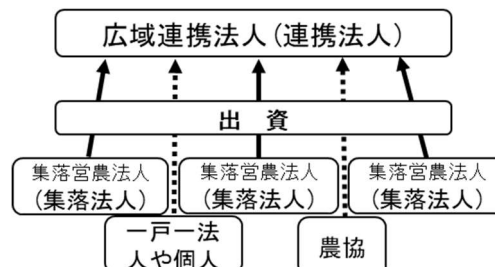 広域連携法人(連携法人)
出 資
集落営農法人
(集落法人)
集落営農法人
(集落法人)
集落営農法人
(集落法人)
一戸一法
人や個人
農協